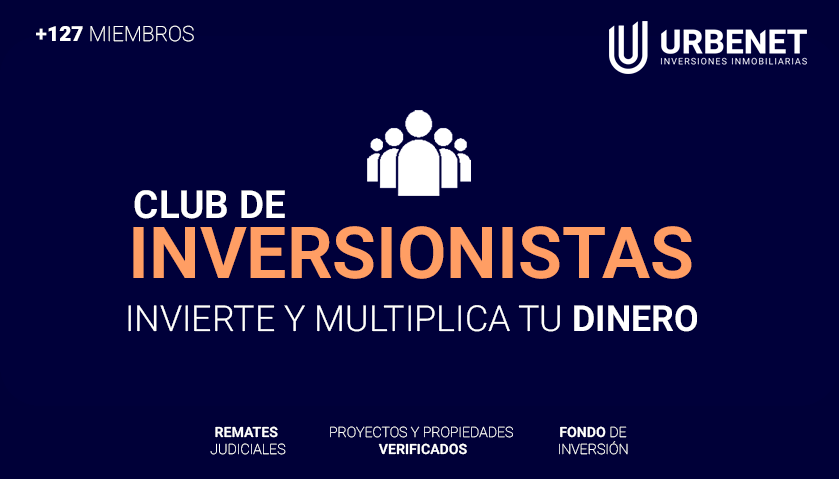 +127 MIEMBROS
URBENET
INVERSIONES INMOBILIARIAS
CLUB DE
INVERSIONISTAS
INVIERTE Y MULTIPLICA TU DINERO
REMATES
JUDICIALES
PROYECTOS Y PROPIEDADES
VERIFICADOS
FONDO DE
INVERSIÓN